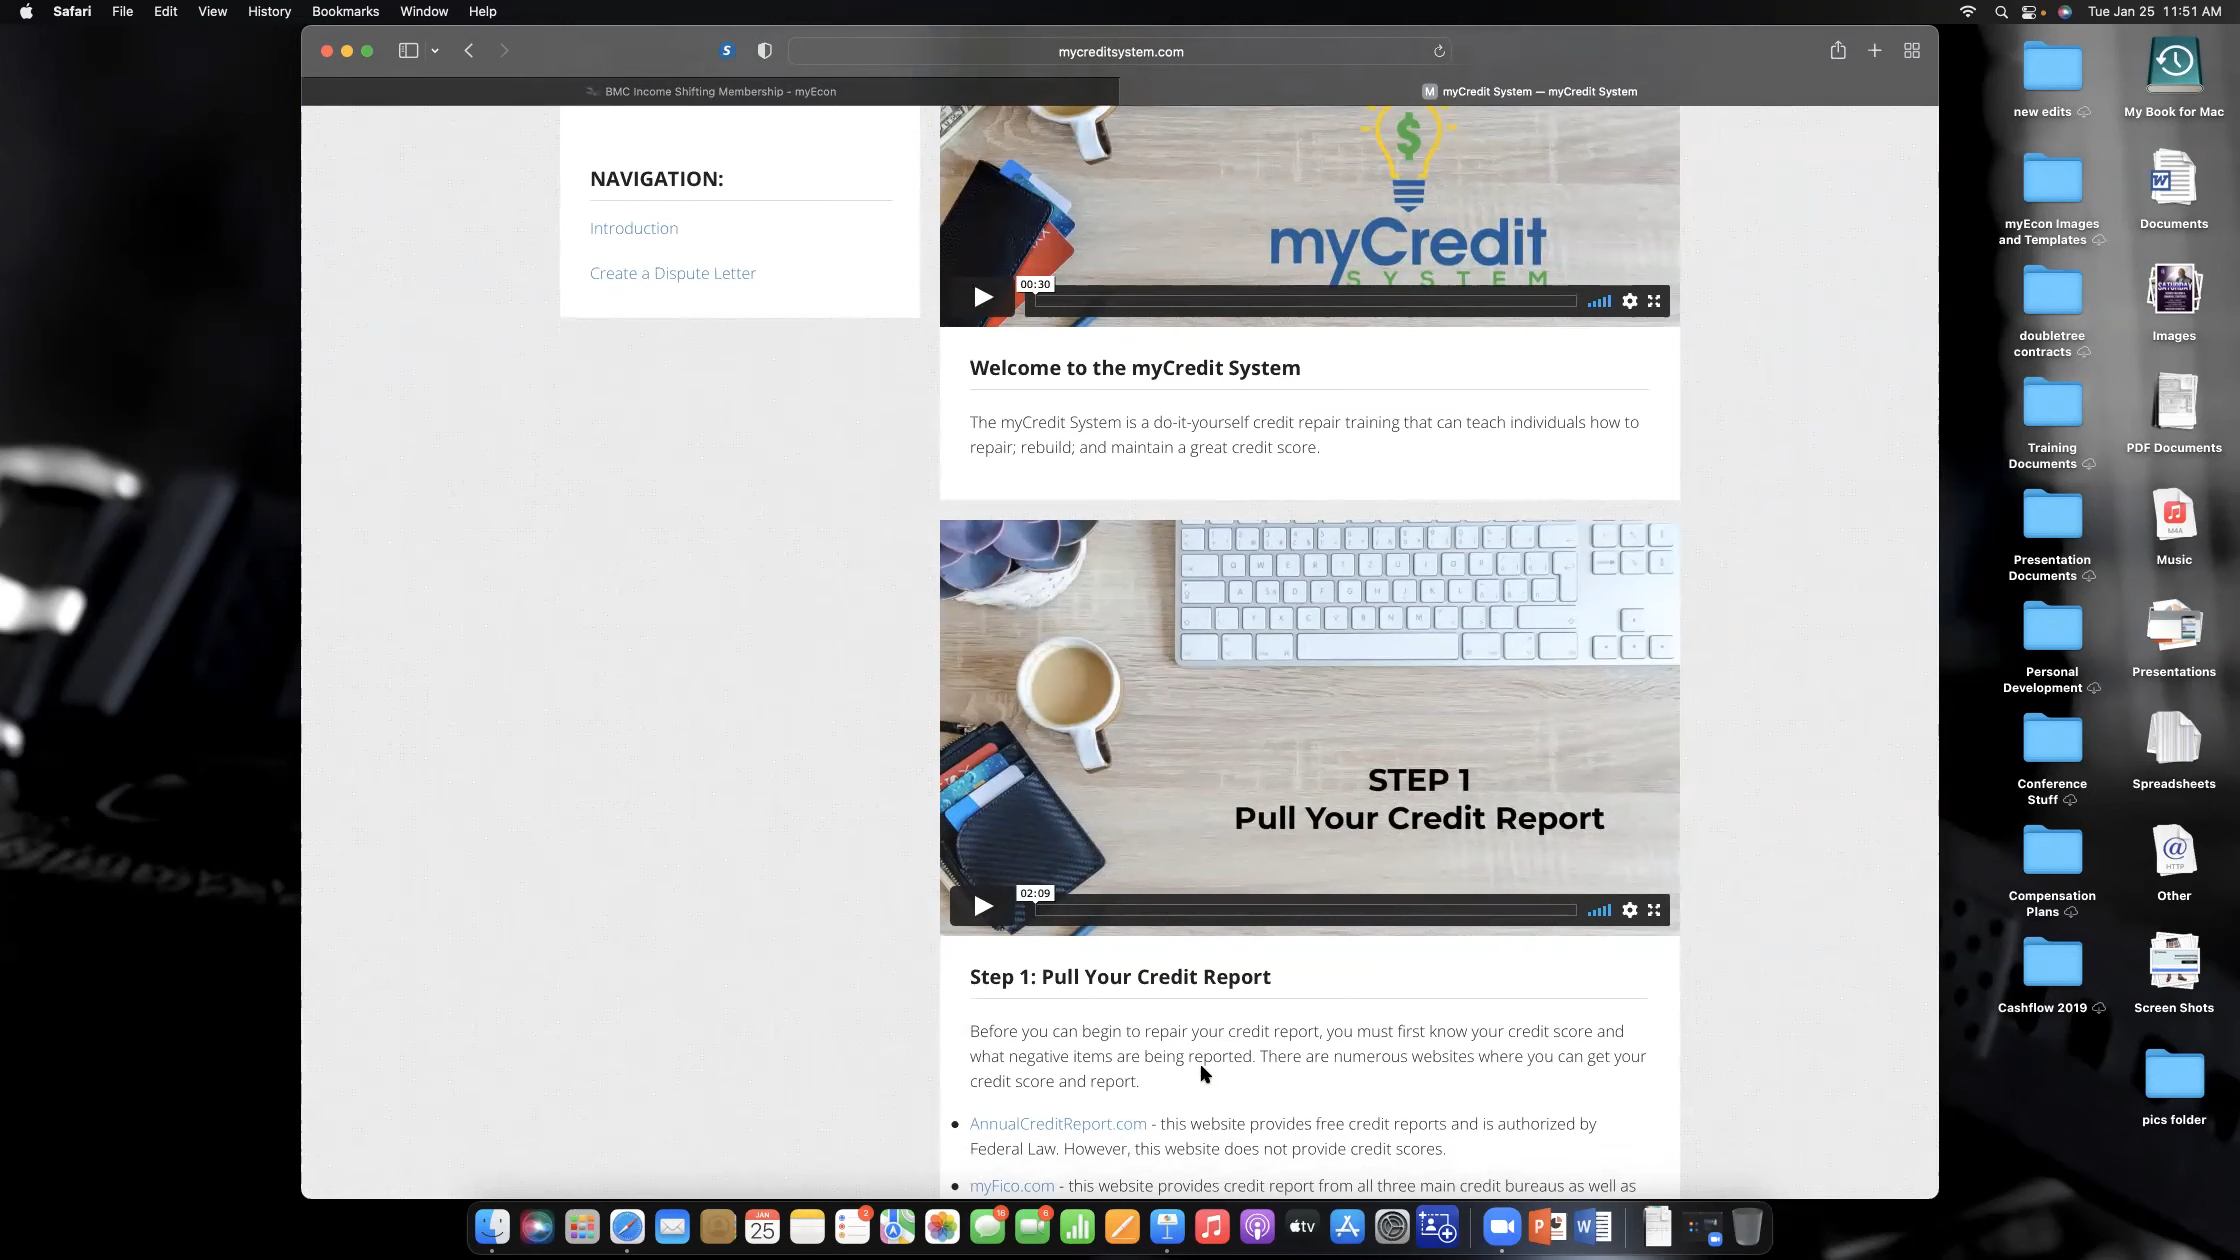 Safari File Edit View History Bookmarks Window Help
Tue Jan 25 11:51 AM
mycreditsystem.com
BMC Income Shifting Membership - myEcon
M myCredit System — myCredit System
NAVIGATION:
Introduction
Create a Dispute Letter
myCredit
SYSTEM
00:30
Welcome to the myCredit System
The myCredit System is a do-it-yourself credit repair training that can teach individuals how to
repair; rebuild; and maintain a great credit score.
STEP 1
Pull Your Credit Report
02:09
Step 1: Pull Your Credit Report
Before you can begin to repair your credit report, you must first know your credit score and
what negative items are being reported. There are numerous websites where you can get your
credit score and report.
AnnualCreditReport.com - this website provides free credit reports and is authorized by
Federal Law. However, this website does not provide credit scores.
myFico.com - this website provides credit report from all three main credit bureaus as well as
new edits
My Book for Mac
myEcon Images
and Templates
Documents
doubletree
contracts
SATURDAY
Images
Training
Documents
PDF Documents
Presentation
Documents
M4A
Music
Personal
Development
Presentations
Conference
Stuff
Spreadsheets
Compensation
Plans
HTTP
Other
Cashflow 2019
Screen Shots
pics folder
JAN
25
2
16
6
tv